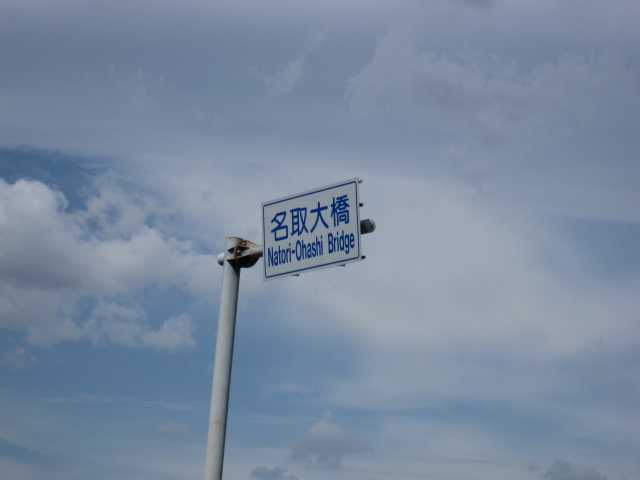 名取大橋
Natori-Ohashi Bridge